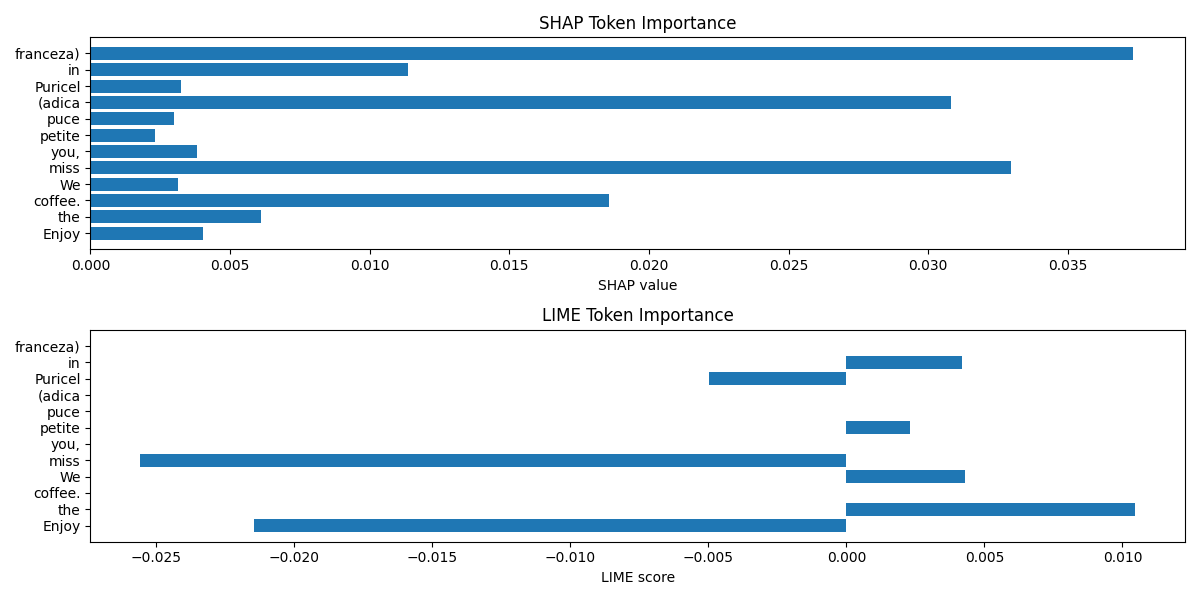 SHAP Token Importance
franceza)
in
Puricel
(adica
puce
petite
you,
miss
We
coffee.
the
Enjoy
0.000 0.005 0.010 0.015 0.020 0.025 0.030 0.035
SHAP value
LIME Token Importance
franceza)
in
Puricel
(adica
puce
petite
you,
miss
We
coffee.
the
Enjoy
−0.025 −0.020 −0.015 −0.010 −0.005 0.000 0.005 0.010
LIME score